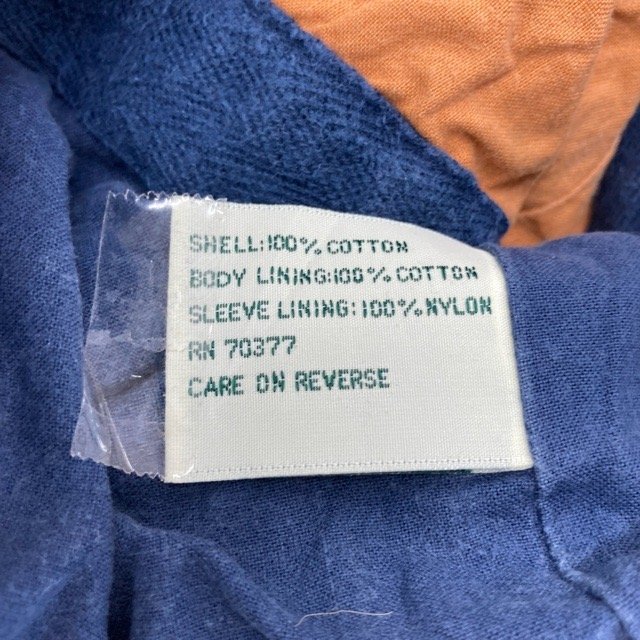 SHELL:100% COTTON
BODY LINING:100% COTTON
SLEEVE LINING:100% NYLON
RN 70377
CARE ON REVERSE